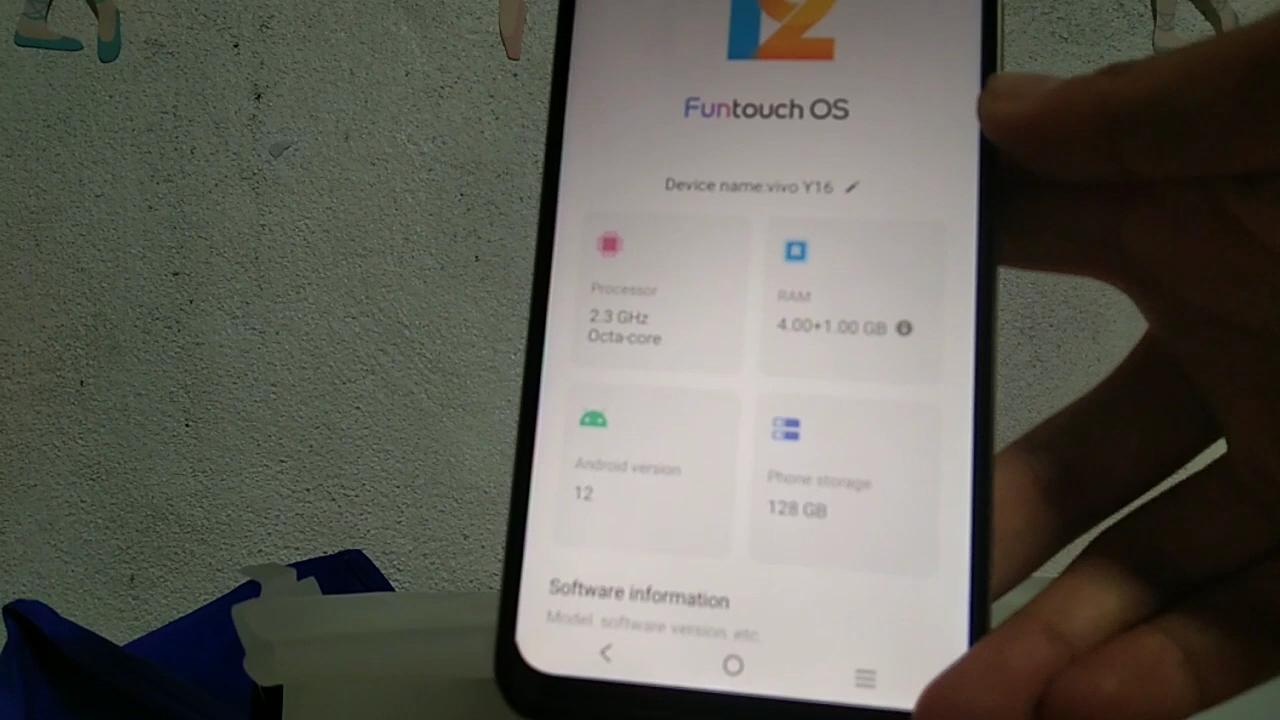 12
Funtouch OS
Device name:vivo Y16
Processor
2.3 GHz
Octa-core
RAM
4.00+1.00 GB
Android version
12
Phone storage
128 GB
Software information
Model, software version, etc.